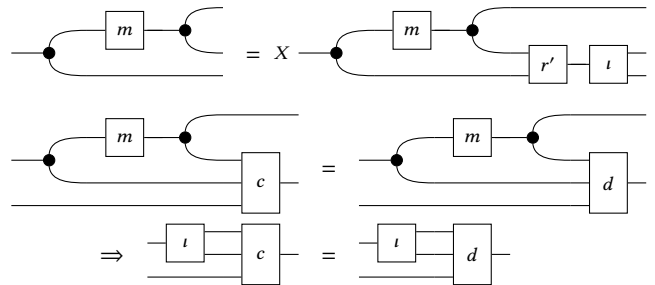 m = X m r′ ι
m c = m d
⇒ ι c = ι d